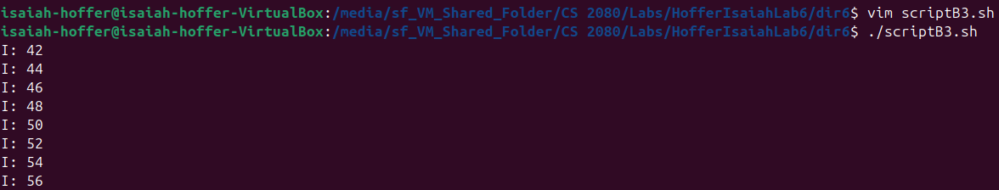 isaiah-hoffer@isaiah-hoffer-VirtualBox:/media/sf_VM_Shared_Folder/CS 2080/Labs/HofferIsaiahLab6/dir6$ vim scriptB3.sh
isaiah-hoffer@isaiah-hoffer-VirtualBox:/media/sf_VM_Shared_Folder/CS 2080/Labs/HofferIsaiahLab6/dir6$ ./scriptB3.sh
I: 42
I: 44
I: 46
I: 48
I: 50
I: 52
I: 54
I: 56